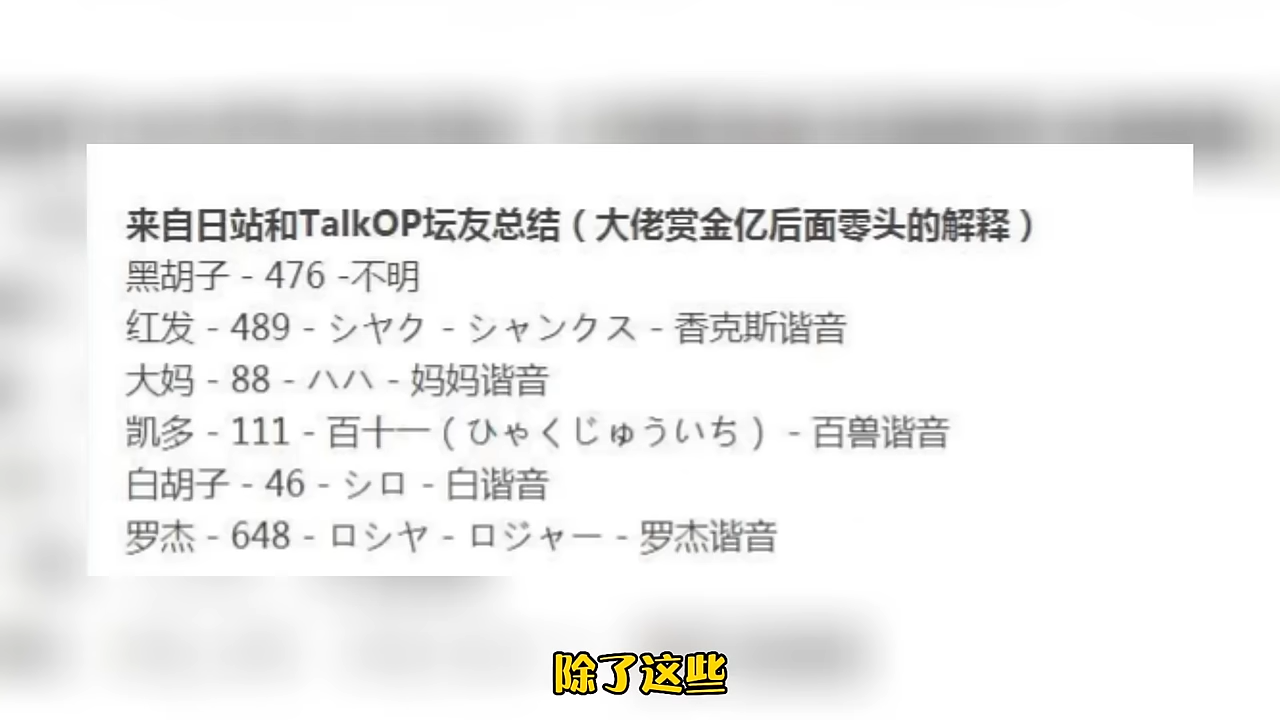 来自日站和TalkOP坛友总结（大佬赏金亿后面零头的解释）
黑胡子 - 476 -不明
红发 - 489 - シヤク - シャンクス - 香克斯谐音
大妈 - 88 - ハハ - 妈妈谐音
凯多 - 111 - 百十一（ひゃくじゅういち） - 百兽谐音
白胡子 - 46 - シロ - 白谐音
罗杰 - 648 - ロシヤ - ロジャー - 罗杰谐音
除了这些